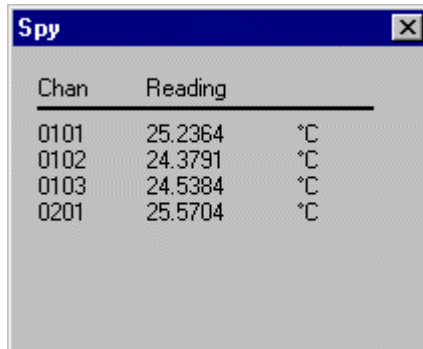 Spy
Chan Reading
0101 25.2364 °C
0102 24.3791 °C
0103 24.5384 °C
0201 25.5704 °C